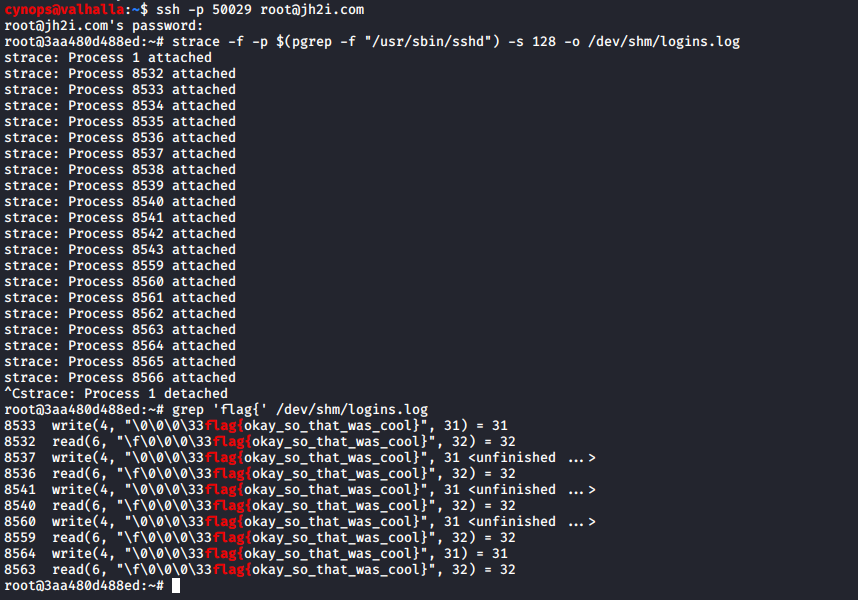 cynops@valhalla:~$ ssh -p 50029 root@jh2i.com
root@jh2i.com's password:
root@3aa480d488ed:~# strace -f -p $(pgrep -f "/usr/sbin/sshd") -s 128 -o /dev/shm/logins.log
strace: Process 1 attached
strace: Process 8532 attached
strace: Process 8533 attached
strace: Process 8534 attached
strace: Process 8535 attached
strace: Process 8536 attached
strace: Process 8537 attached
strace: Process 8538 attached
strace: Process 8539 attached
strace: Process 8540 attached
strace: Process 8541 attached
strace: Process 8542 attached
strace: Process 8543 attached
strace: Process 8559 attached
strace: Process 8560 attached
strace: Process 8561 attached
strace: Process 8562 attached
strace: Process 8563 attached
strace: Process 8564 attached
strace: Process 8565 attached
strace: Process 8566 attached
^Cstrace: Process 1 detached
root@3aa480d488ed:~# grep 'flag{' /dev/shm/logins.log
8533  write(4, "\0\0\0\33flag{okay_so_that_was_cool}", 31) = 31
8532  read(6, "\f\0\0\0\33flag{okay_so_that_was_cool}", 32) = 32
8537  write(4, "\0\0\0\33flag{okay_so_that_was_cool}", 31 <unfinished ...>
8536  read(6, "\f\0\0\0\33flag{okay_so_that_was_cool}", 32) = 32
8541  write(4, "\0\0\0\33flag{okay_so_that_was_cool}", 31 <unfinished ...>
8540  read(6, "\f\0\0\0\33flag{okay_so_that_was_cool}", 32) = 32
8560  write(4, "\0\0\0\33flag{okay_so_that_was_cool}", 31 <unfinished ...>
8559  read(6, "\f\0\0\0\33flag{okay_so_that_was_cool}", 32) = 32
8564  write(4, "\0\0\0\33flag{okay_so_that_was_cool}", 31) = 31
8563  read(6, "\f\0\0\0\33flag{okay_so_that_was_cool}", 32) = 32
root@3aa480d488ed:~#